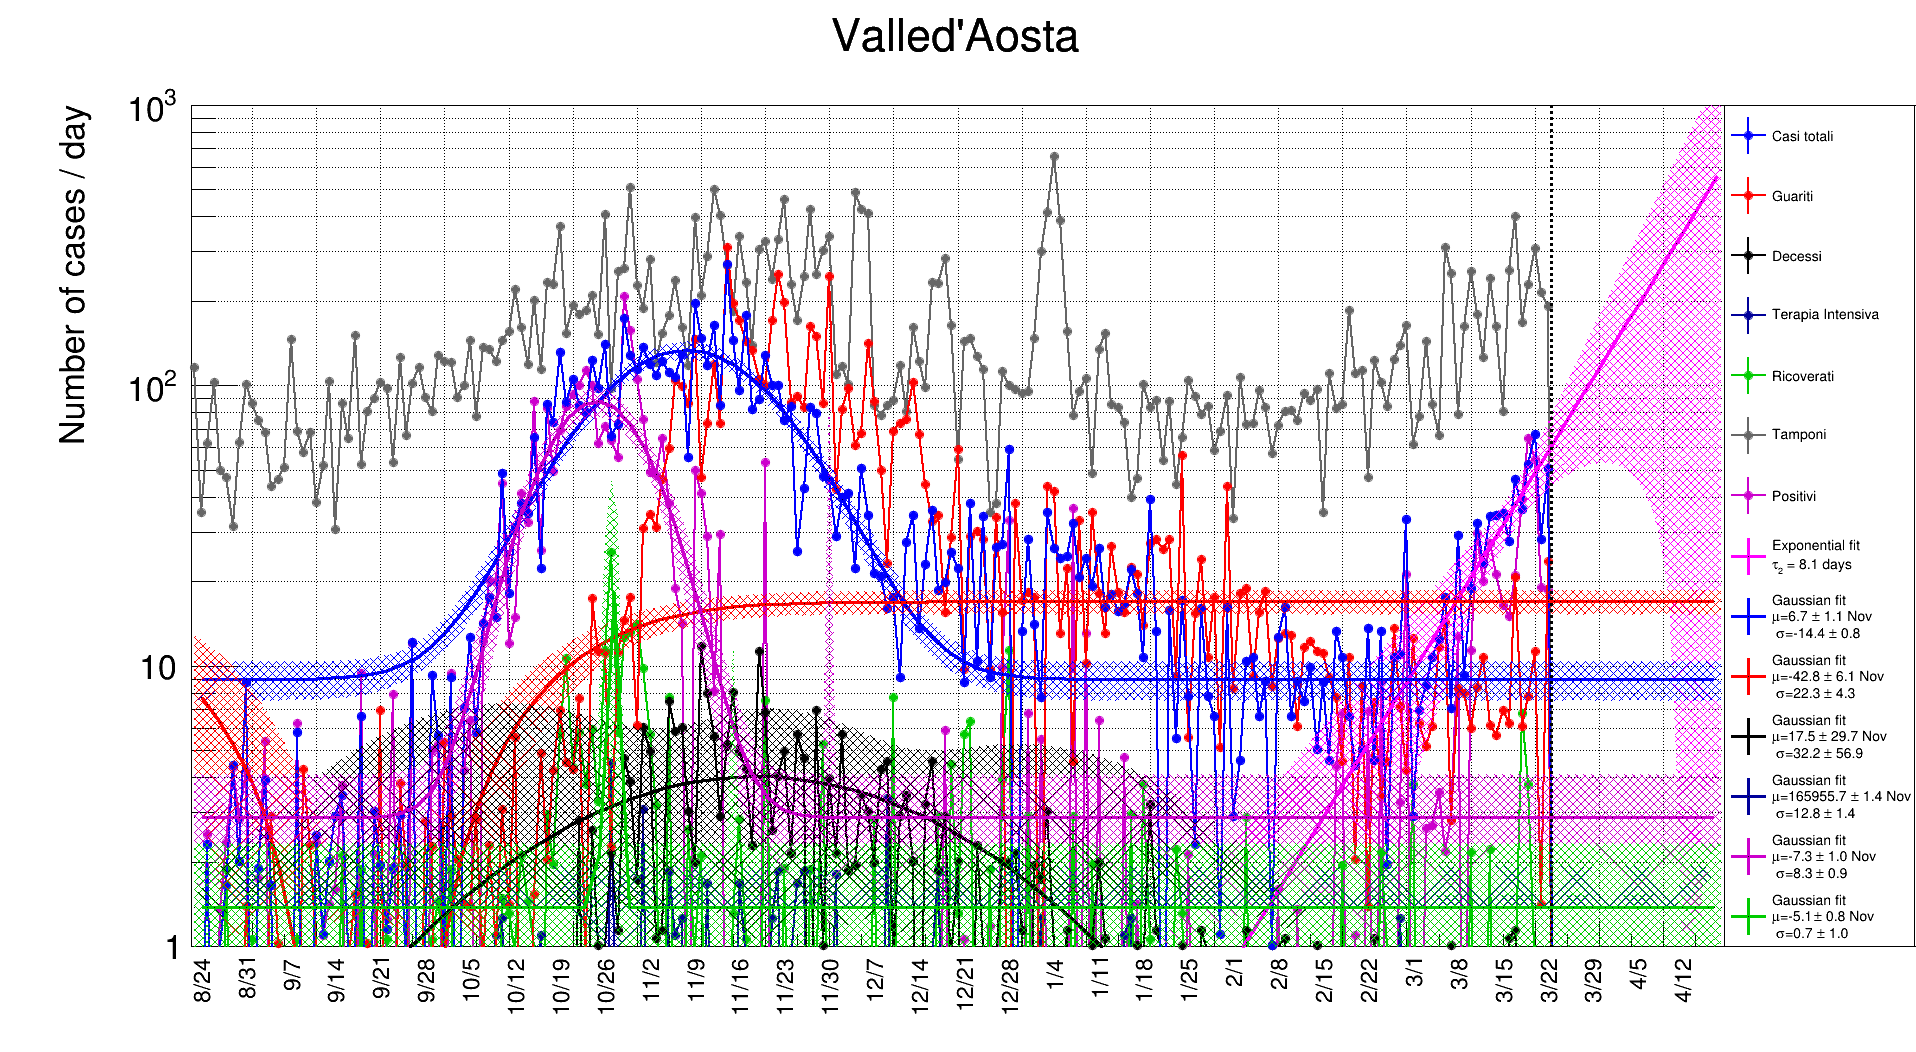 Valled'Aosta
Number of cases / day
10³
10²
10
1
8/24
8/31
9/7
9/14
9/21
9/28
10/5
10/12
10/19
10/26
11/2
11/9
11/16
11/23
11/30
12/7
12/14
12/21
12/28
1/4
1/11
1/18
1/25
2/1
2/8
2/15
2/22
3/1
3/8
3/15
3/22
3/29
4/5
4/12
Casi totali
Guariti
Decessi
Terapia Intensiva
Ricoverati
Tamponi
Positivi
Exponential fit
τ₂ = 8.1 days
Gaussian fit
μ=6.7 ± 1.1 Nov
σ=-14.4 ± 0.8
Gaussian fit
μ=-42.8 ± 6.1 Nov
σ=22.3 ± 4.3
Gaussian fit
μ=17.5 ± 29.7 Nov
σ=32.2 ± 56.9
Gaussian fit
μ=165955.7 ± 1.4 Nov
σ=12.8 ± 1.4
Gaussian fit
μ=-7.3 ± 1.0 Nov
σ=8.3 ± 0.9
Gaussian fit
μ=-5.1 ± 0.8 Nov
σ=0.7 ± 1.0